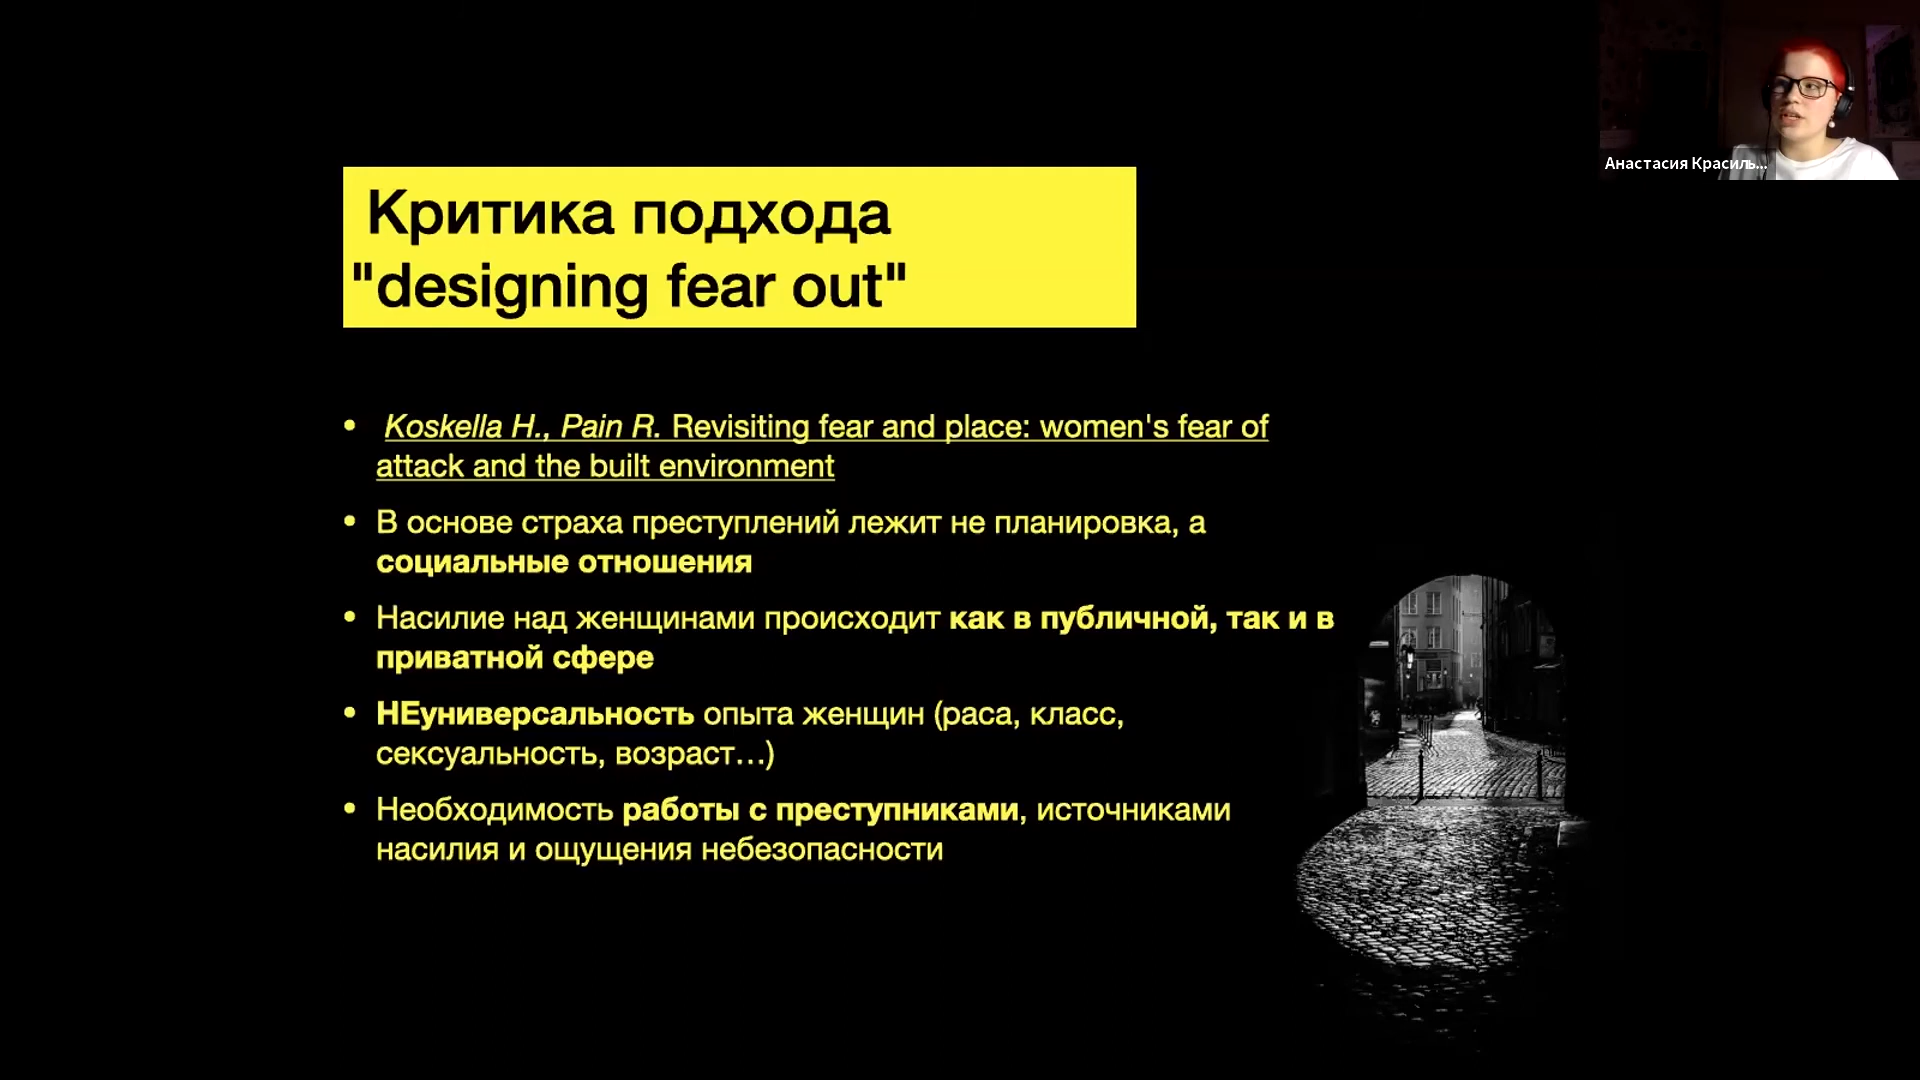 Анастасия Красиль...
Критика подхода
"designing fear out"
• Koskella H., Pain R. Revisiting fear and place: women's fear of
attack and the built environment
• В основе страха преступлений лежит не планировка, а
социальные отношения
• Насилие над женщинами происходит как в публичной, так и в
приватной сфере
• НЕуниверсальность опыта женщин (раса, класс,
сексуальность, возраст…)
• Необходимость работы с преступниками, источниками
насилия и ощущения небезопасности